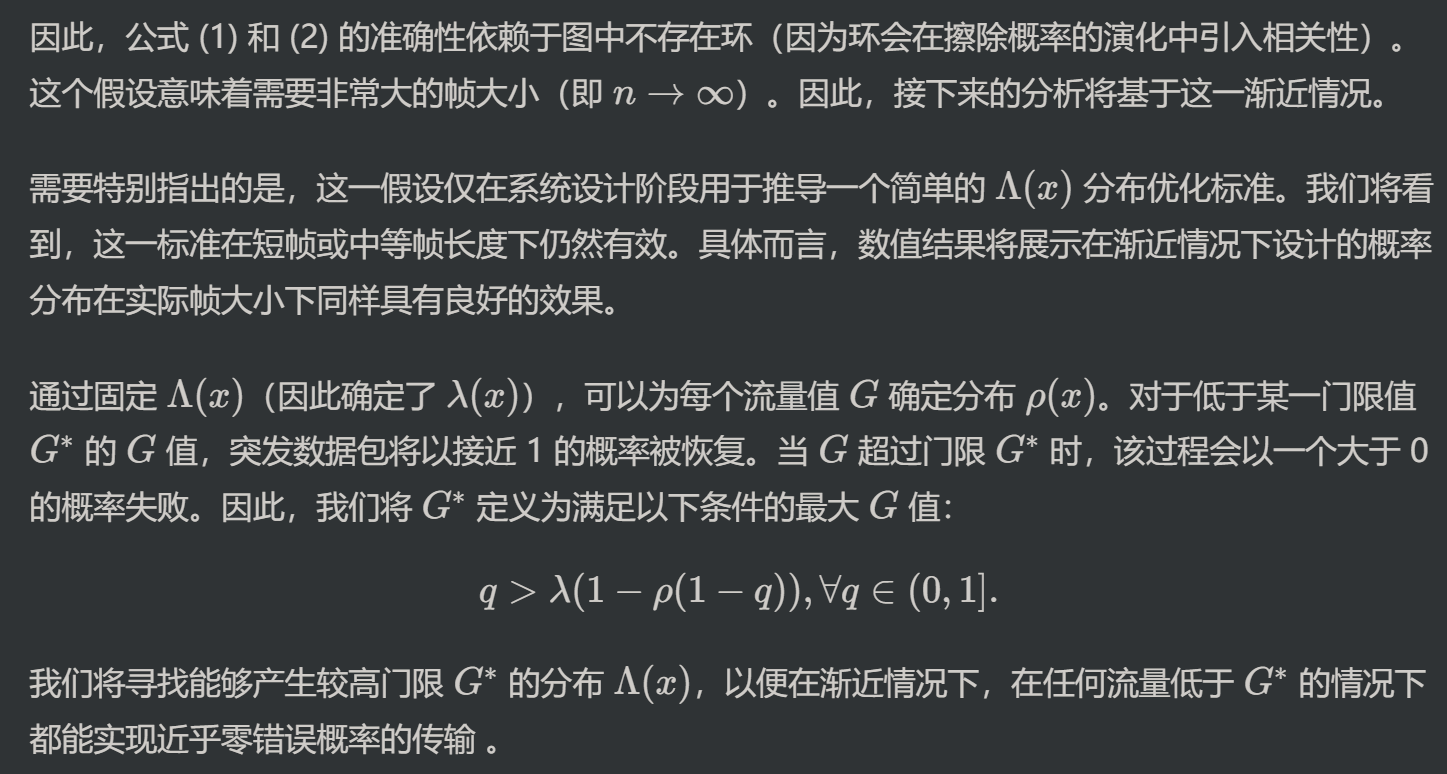 因此，公式 (1) 和 (2) 的准确性依赖于图中不存在环（因为环会在擦除概率的演化中引入相关性）。
这个假设意味着需要非常大的帧大小（即 n → ∞）。因此，接下来的分析将基于这一渐近情况。
需要特别指出的是，这一假设仅在系统设计阶段用于推导一个简单的 Λ(x) 分布优化标准。我们将看
到，这一标准在短帧或中等帧长度下仍然有效。具体而言，数值结果将展示在渐近情况下设计的概率
分布在实际帧大小下同样具有良好的效果。
通过固定 Λ(x)（因此确定了 λ(x)），可以为每个流量值 G 确定分布 ρ(x)。对于低于某一门限值
G* 的 G 值，突发数据包将以接近 1 的概率被恢复。当 G 超过门限 G* 时，该过程会以一个大于 0
的概率失败。因此，我们将 G* 定义为满足以下条件的最大 G 值：
q > λ(1 − ρ(1 − q)), ∀q ∈ (0, 1].
我们将寻找能够产生较高门限 G* 的分布 Λ(x)，以便在渐近情况下，在任何流量低于 G* 的情况下
都能实现近乎零错误概率的传输 。